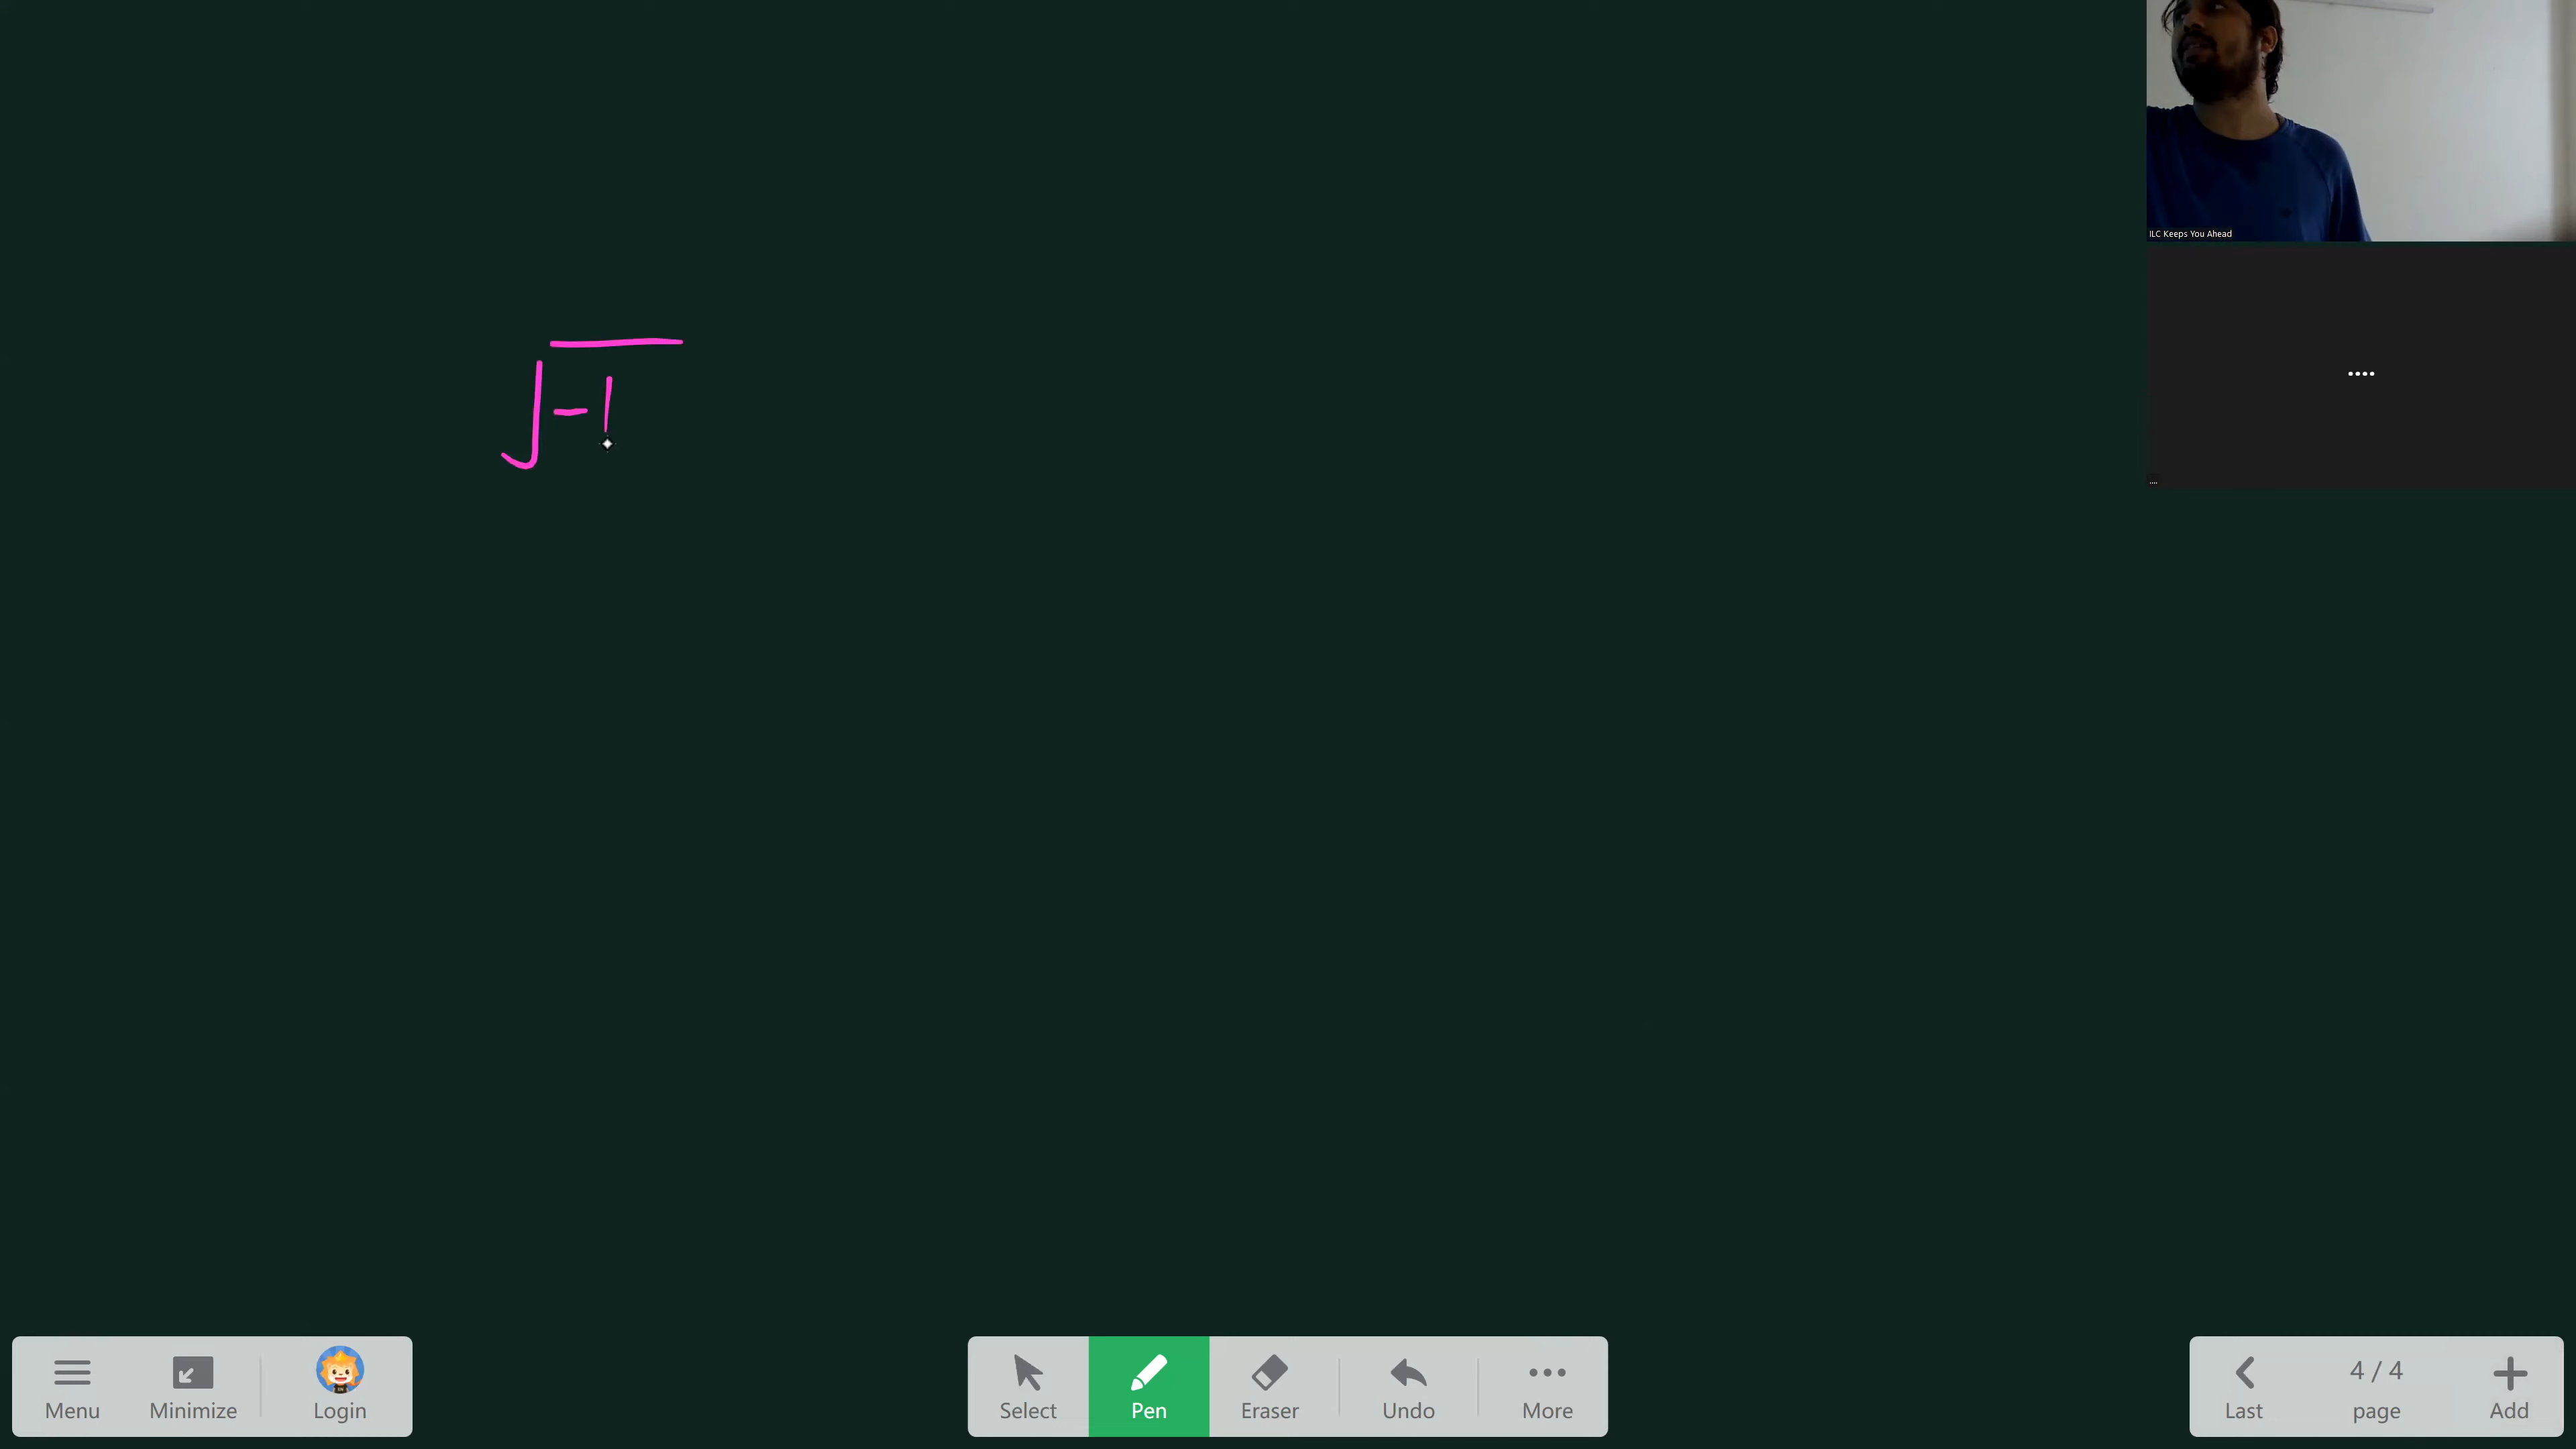 ILC Keeps You Ahead
....
....
√-1
Menu
Minimize
Login
Select
Pen
Eraser
Undo
More
Last
4 / 4
page
Add